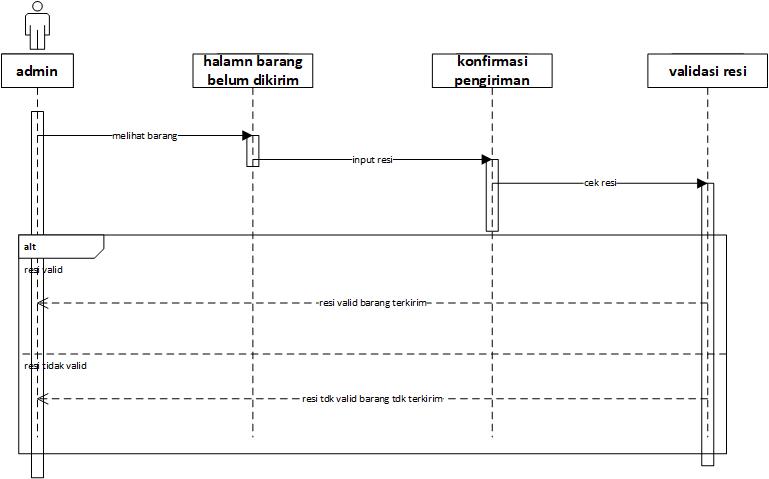 admin
halamn barang
belum dikirim
konfirmasi
pengiriman
validasi resi
melihat barang
input resi
cek resi
alt
resi valid
resi valid barang terkirim
resi tidak valid
resi tdk valid barang tdk terkirim